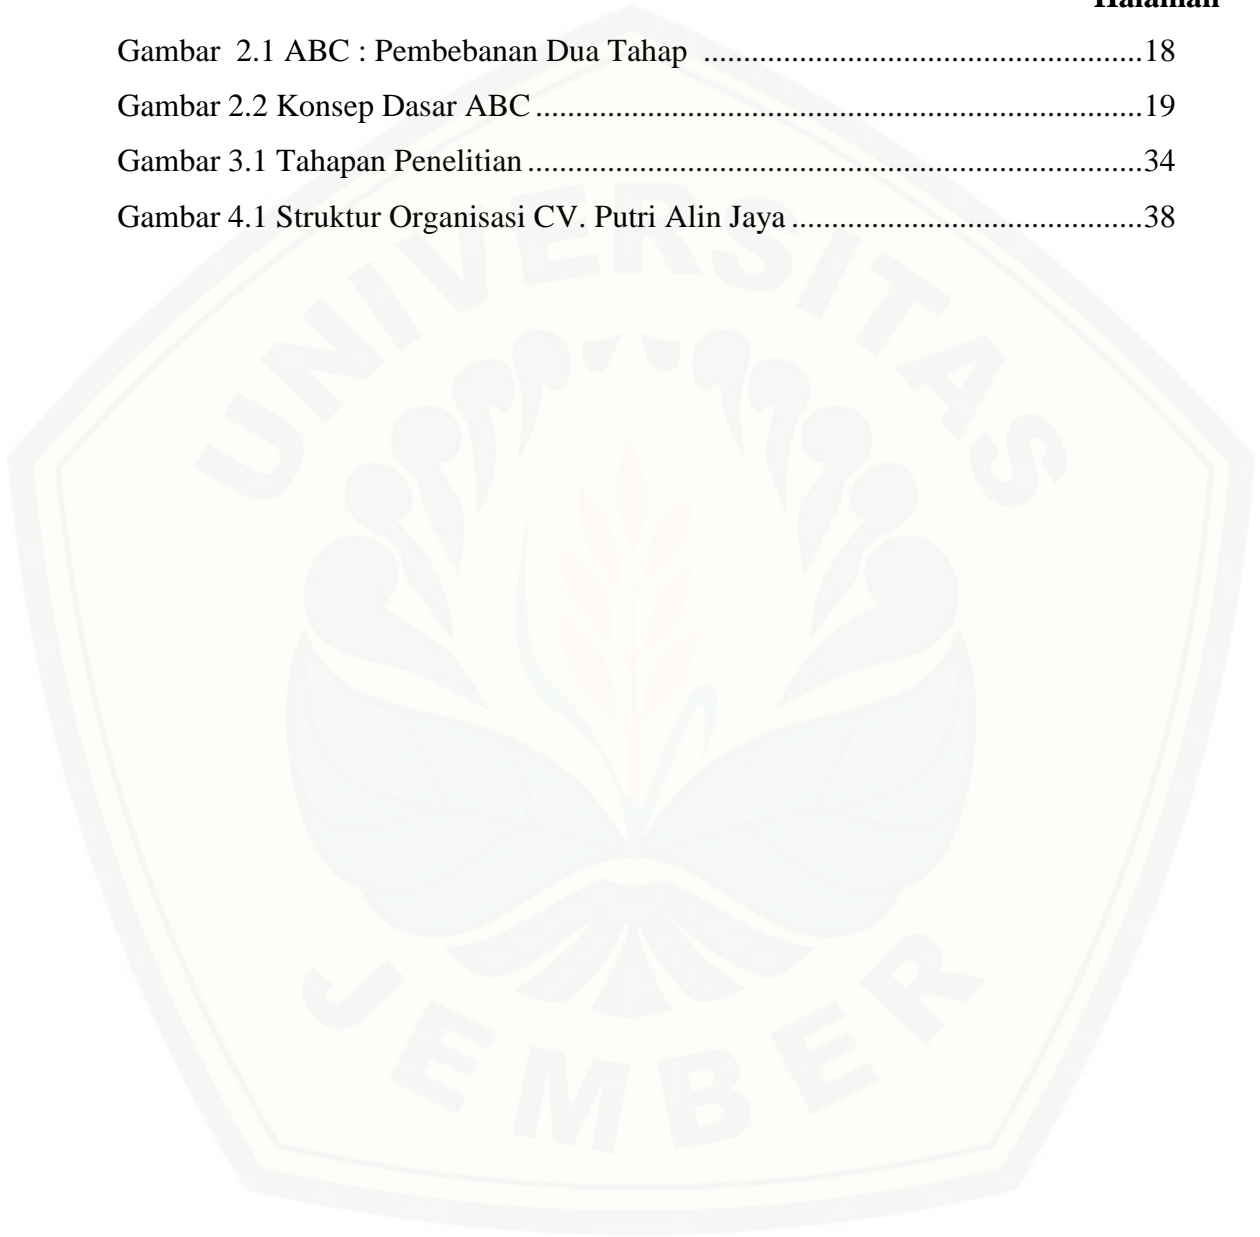 Halaman
Gambar  2.1 ABC : Pembebanan Dua Tahap .......................................................18
Gambar 2.2 Konsep Dasar ABC............................................................................19
Gambar 3.1 Tahapan Penelitian.............................................................................34
Gambar 4.1 Struktur Organisasi CV. Putri Alin Jaya............................................38
UNIVERSITAS
JEMBER